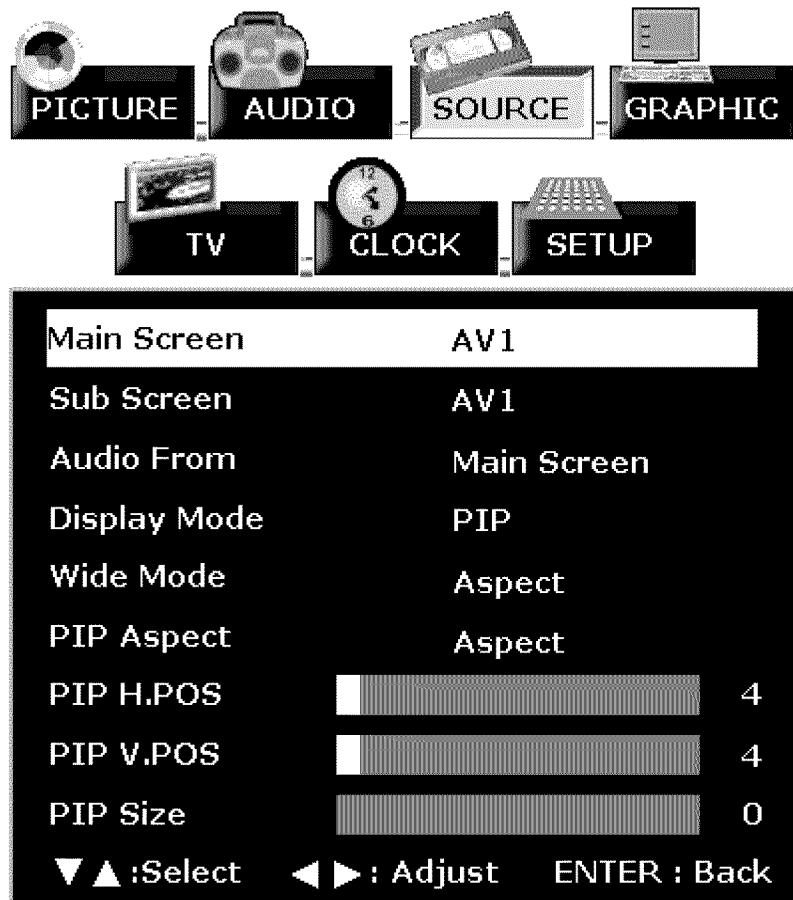 PICTURE AUDIO SOURCE GRAPHIC
12
6
TV CLOCK SETUP
Main Screen AV1
Sub Screen AV1
Audio From Main Screen
Display Mode PIP
Wide Mode Aspect
PIP Aspect Aspect
PIP H.POS 4
PIP V.POS 4
PIP Size 0
▼▲:Select ◀▶: Adjust ENTER : Back